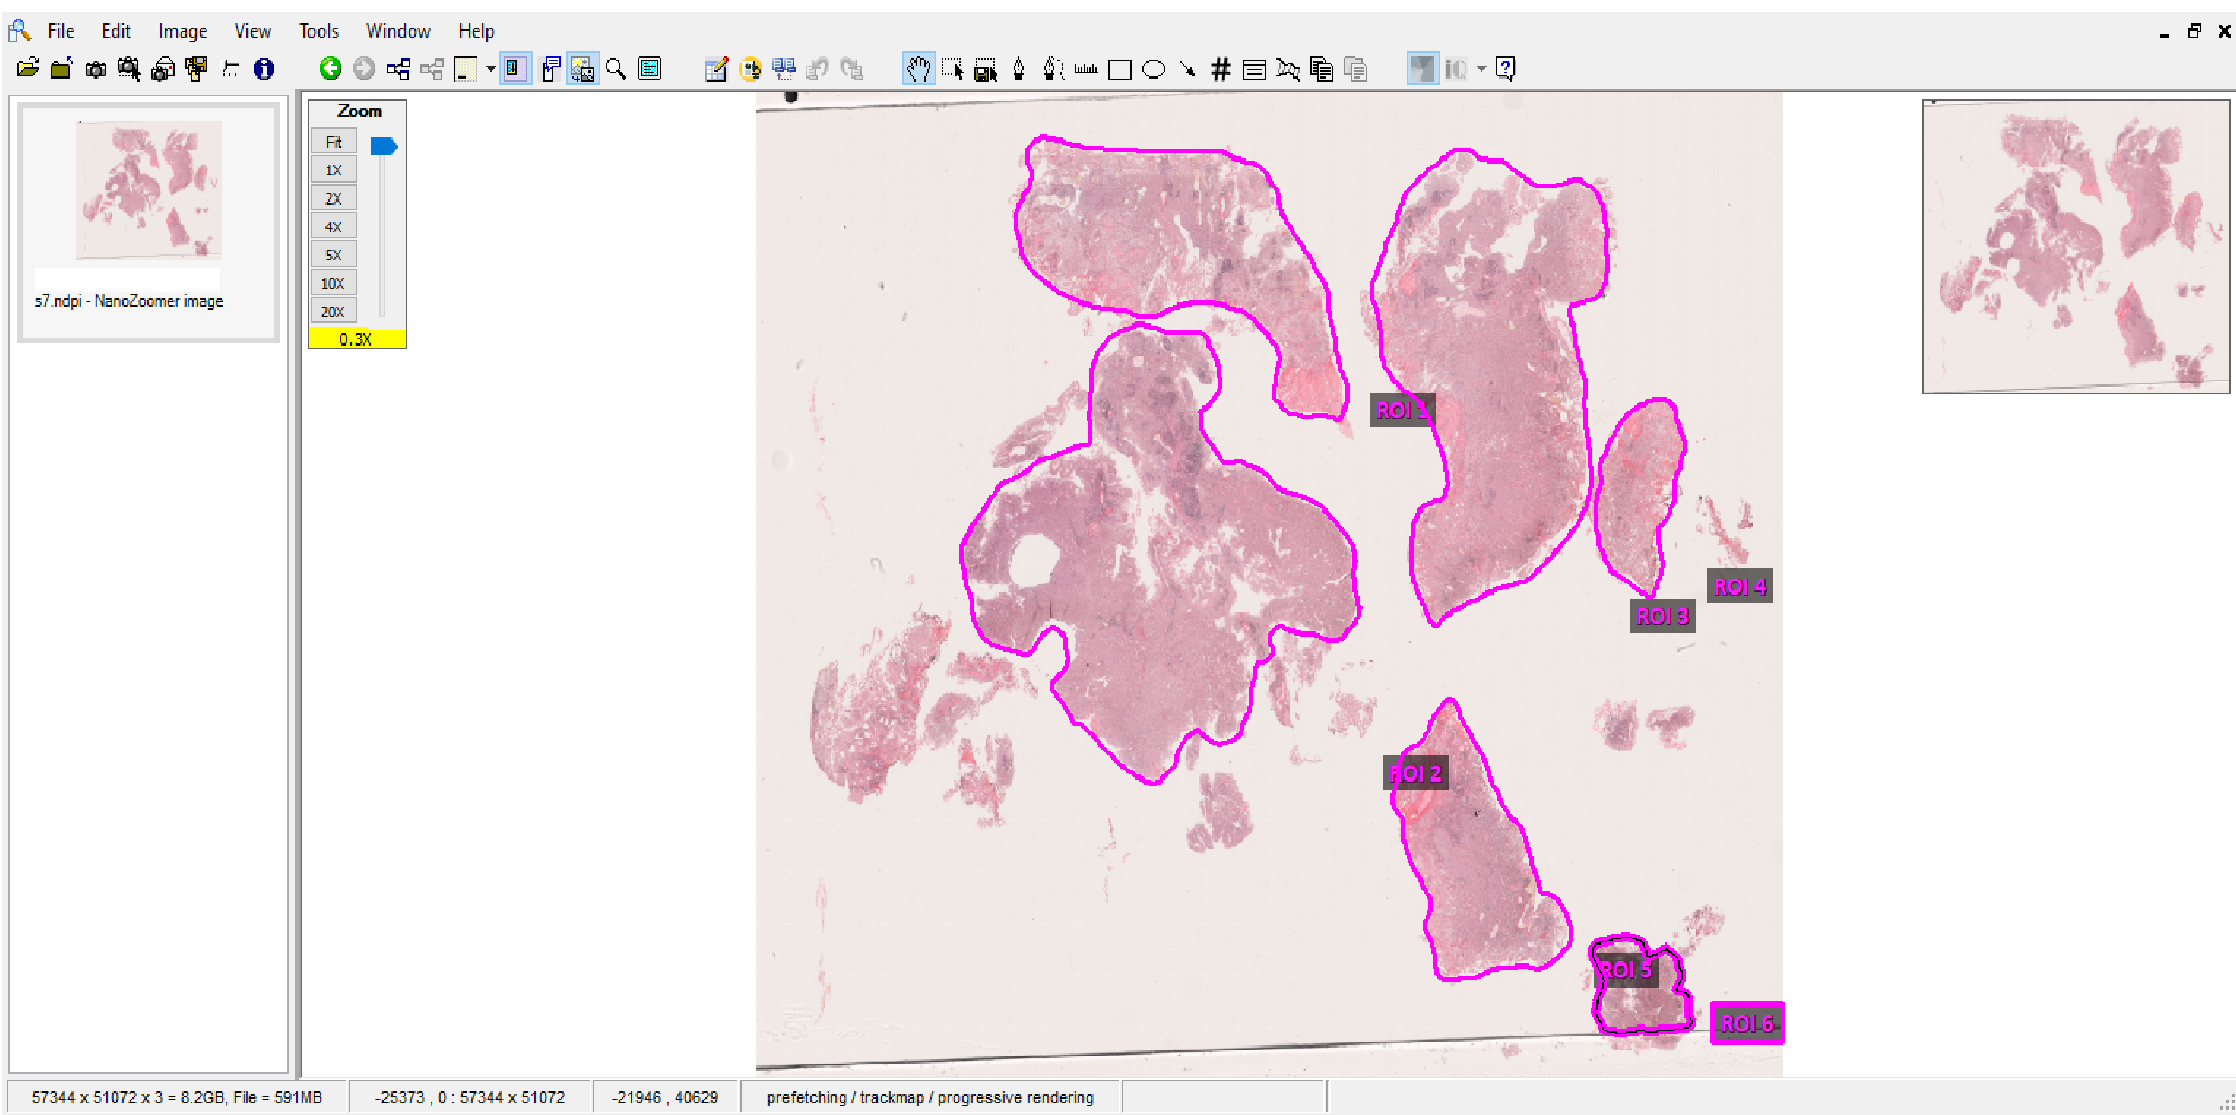 File Edit Image View Tools Window Help
Zoom
Fit
1X
2X
4X
5X
10X
20X
0.3X
s7.ndpi - NanoZoomer image
ROI 1
ROI 4
ROI 3
ROI 2
ROI 5
ROI 6
57344 x 51072 x 3 = 8.2GB, File = 591MB -25373 , 0 : 57344 x 51072 -21946 , 40629 prefetching / trackmap / progressive rendering